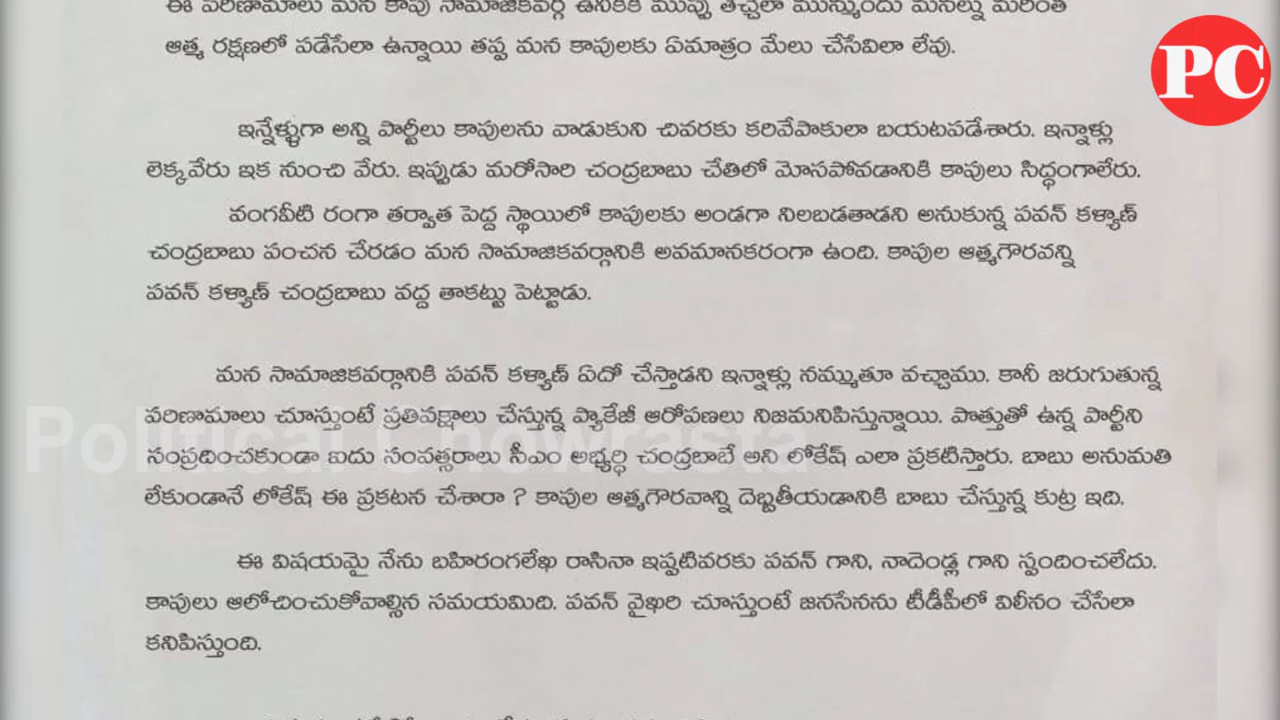 ఈ పరిణామాలు మన కాపు సామాజికవర్గ ఉనికికి ముప్పు తెచ్చేలా మున్ముందు మనల్ని మరింత
ఆత్మ రక్షణలో పడేసేలా ఉన్నాయి తప్ప మన కాపులకు ఏమాత్రం మేలు చేసేవిలా లేవు.
PC
ఇన్నేళ్ళుగా అన్ని పార్టీలు కాపులను వాడుకుని చివరకు కరివేపాకులా బయటపడేశారు. ఇన్నాళ్లు
లెక్కవేరు ఇక నుంచి వేరు. ఇప్పుడు మరోసారి చంద్రబాబు చేతిలో మోసపోవడానికి కాపులు సిద్ధంగాలేరు.
వంగవీటి రంగా తర్వాత పెద్ద స్థాయిలో కాపులకు అండగా నిలబడతాడని అనుకున్న పవన్ కళ్యాణ్
చంద్రబాబు పంచన చేరడం మన సామాజికవర్గానికి అవమానకరంగా ఉంది. కాపుల ఆత్మగౌరవన్ని
పవన్ కళ్యాణ్ చంద్రబాబు వద్ద తాకట్టు పెట్టాడు.
మన సామాజికవర్గానికి పవన్ కళ్యాణ్ ఏదో చేస్తాడని ఇన్నాళ్లు నమ్ముతూ వచ్చాము. కానీ జరుగుతున్న
పరిణామాలు చూస్తుంటే ప్రతిపక్షాలు చేస్తున్న ప్యాకేజీ ఆరోపణలు నిజమనిపిస్తున్నాయి. పొత్తుతో ఉన్న పార్టీని
Political Chowrasta
సంప్రదించకుండా ఐదు సంవత్సరాలు సీఎం అభ్యర్ధి చంద్రబాబే అని లోకేష్ ఎలా ప్రకటిస్తారు. బాబు అనుమతి
లేకుండానే లోకేష్ ఈ ప్రకటన చేశారా ? కాపుల ఆత్మగౌరవాన్ని దెబ్బతీయడానికి బాబు చేస్తున్న కుట్ర ఇది.
ఈ విషయమై నేను బహిరంగలేఖ రాసినా ఇప్పటివరకు పవన్ గాని, నాదెండ్ల గాని స్పందించలేదు.
కాపులు ఆలోచించుకోవాల్సిన సమయమిది. పవన్ వైఖరి చూస్తుంటే జనసేనను టీడీపీలో విలీనం చేసేలా
కనిపిస్తుంది.